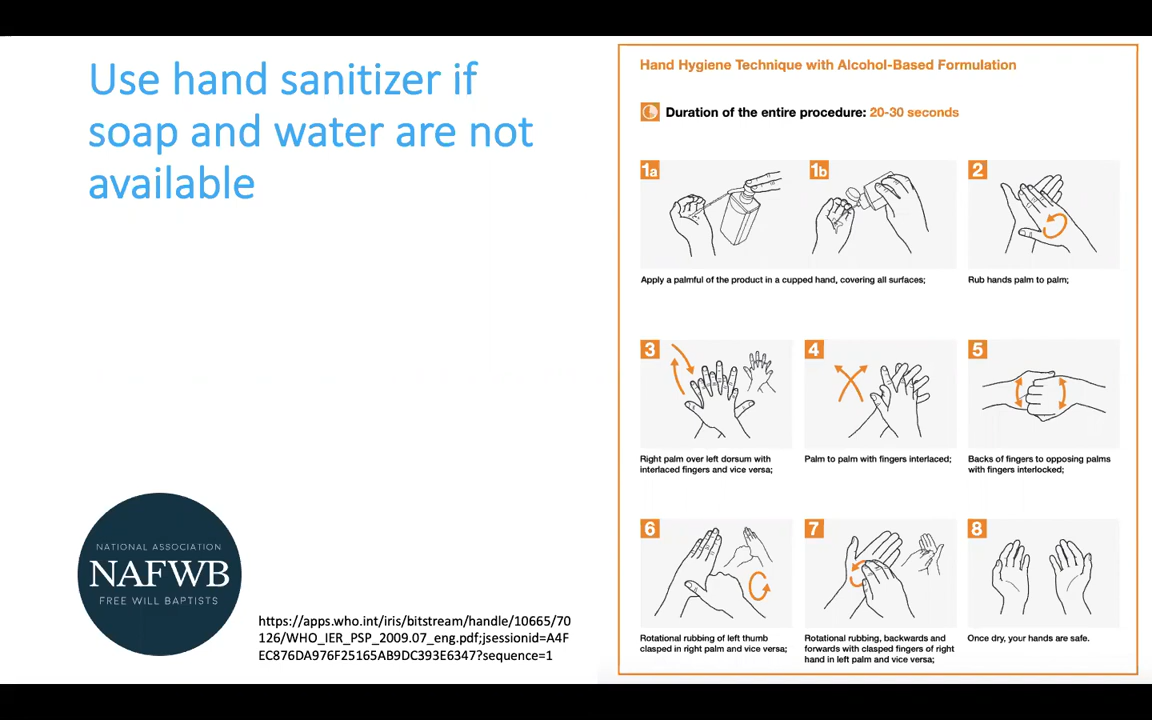 Use hand sanitizer if
soap and water are not
available
NATIONAL ASSOCIATION
NAFWB
FREE WILL BAPTISTS
https://apps.who.int/iris/bitstream/handle/10665/70
126/WHO_IER_PSP_2009.07_eng.pdf;jsessionid=A4F
EC876DA976F25165AB9DC393E6347?sequence=1
Hand Hygiene Technique with Alcohol-Based Formulation
Duration of the entire procedure: 20-30 seconds
1a
1b
Apply a palmful of the product in a cupped hand, covering all surfaces;
2
Rub hands palm to palm;
3
Right palm over left dorsum with
interlaced fingers and vice versa;
4
Palm to palm with fingers interlaced;
5
Backs of fingers to opposing palms
with fingers interlocked;
6
Rotational rubbing of left thumb
clasped in right palm and vice versa;
7
Rotational rubbing, backwards and
forwards with clasped fingers of right
hand in left palm and vice versa;
8
Once dry, your hands are safe.